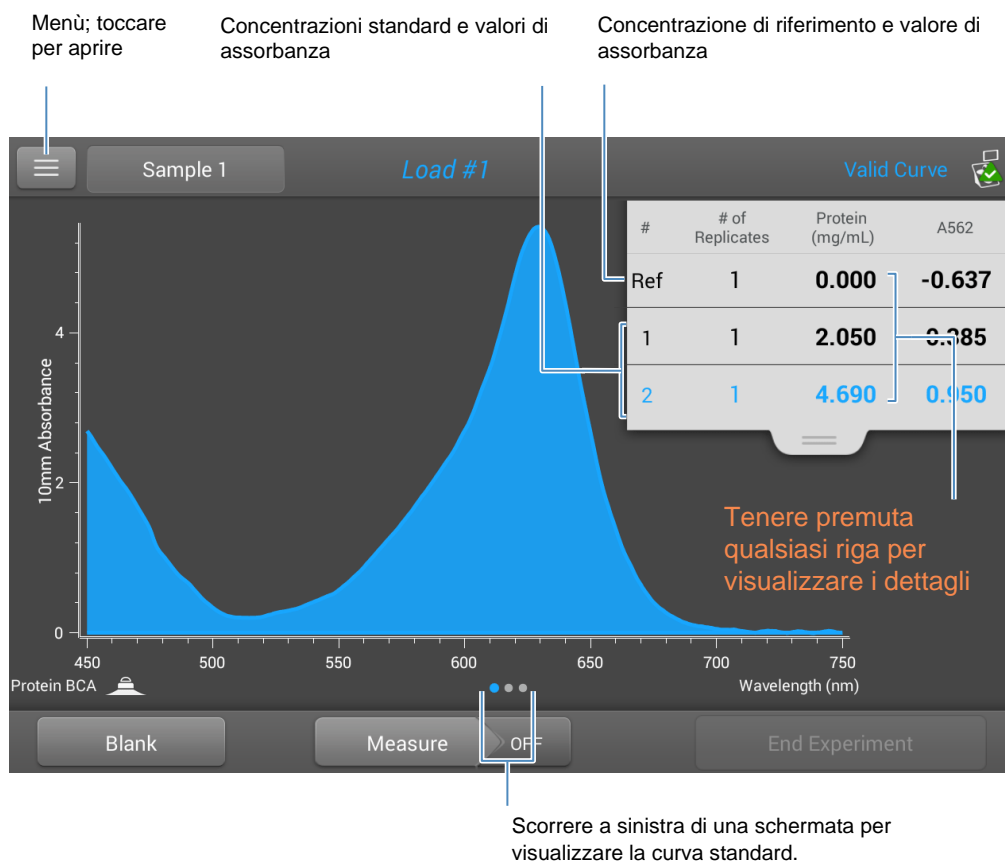 Menù; toccare
per aprire
Concentrazioni standard e valori di
assorbanza
Concentrazione di riferimento e valore di
assorbanza
Sample 1
Load #1
Valid Curve
# # of Replicates Protein (mg/mL) A562
Ref 1 0.000 -0.637
1 1 2.050 0.385
2 1 4.690 0.950
Tenere premuta
qualsiasi riga per
visualizzare i dettagli
10mm Absorbance
4
2
0
450 500 550 600 650 700 750
Protein BCA
Wavelength (nm)
Blank
Measure
OFF
End Experiment
Scorrere a sinistra di una schermata per
visualizzare la curva standard.